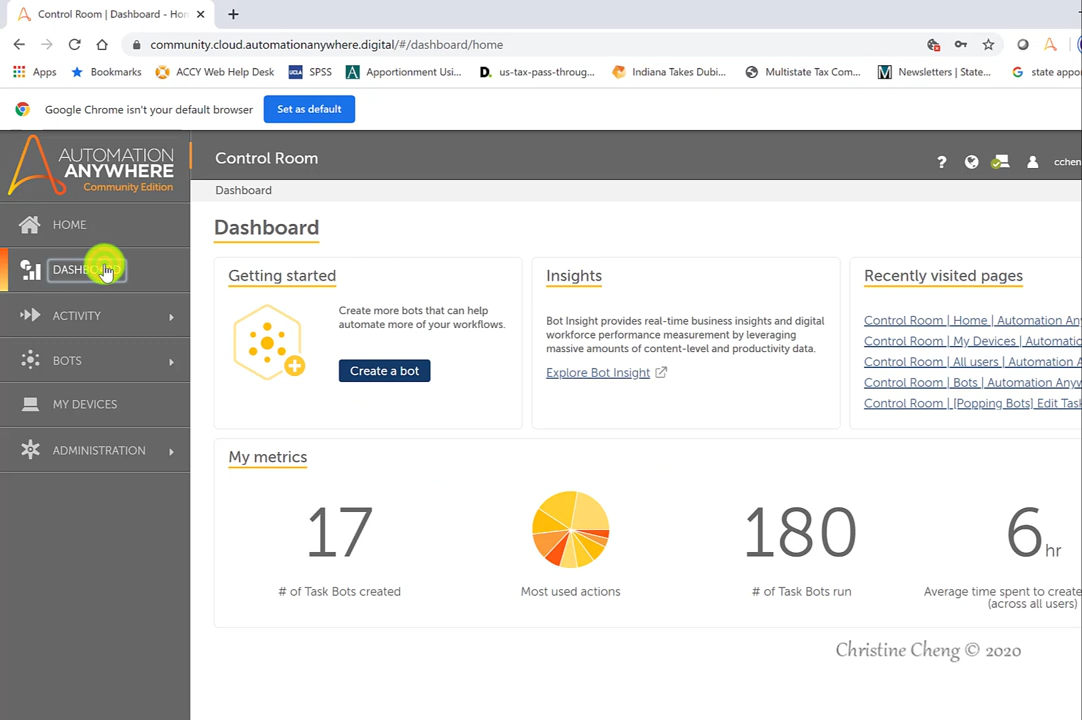 Control Room | Dashboard - Hon
community.cloud.automationanywhere.digital/#/dashboard/home
Apps Bookmarks ACCY Web Help Desk UCLA SPSS Apportionment Usi... us-tax-pass-throug... Indiana Takes Dubi... Multistate Tax Com... Newsletters | State... state appo
Google Chrome isn't your default browser Set as default
AUTOMATION
ANYWHERE
Community Edition
Control Room
? cchen
Dashboard
HOME
DASHBOARD
ACTIVITY
BOTS
MY DEVICES
ADMINISTRATION
Dashboard
Getting started
Create more bots that can help
automate more of your workflows.
Create a bot
Insights
Bot Insight provides real-time business insights and digital
workforce performance measurement by leveraging
massive amounts of content-level and productivity data.
Explore Bot Insight
Recently visited pages
Control Room | Home | Automation An
Control Room | My Devices | Automatic
Control Room | All users | Automation A
Control Room | Bots | Automation Anyw
Control Room | [Popping Bots] Edit Task
My metrics
17
# of Task Bots created
Most used actions
180
# of Task Bots run
6 hr
Average time spent to create
(across all users)
Christine Cheng © 2020